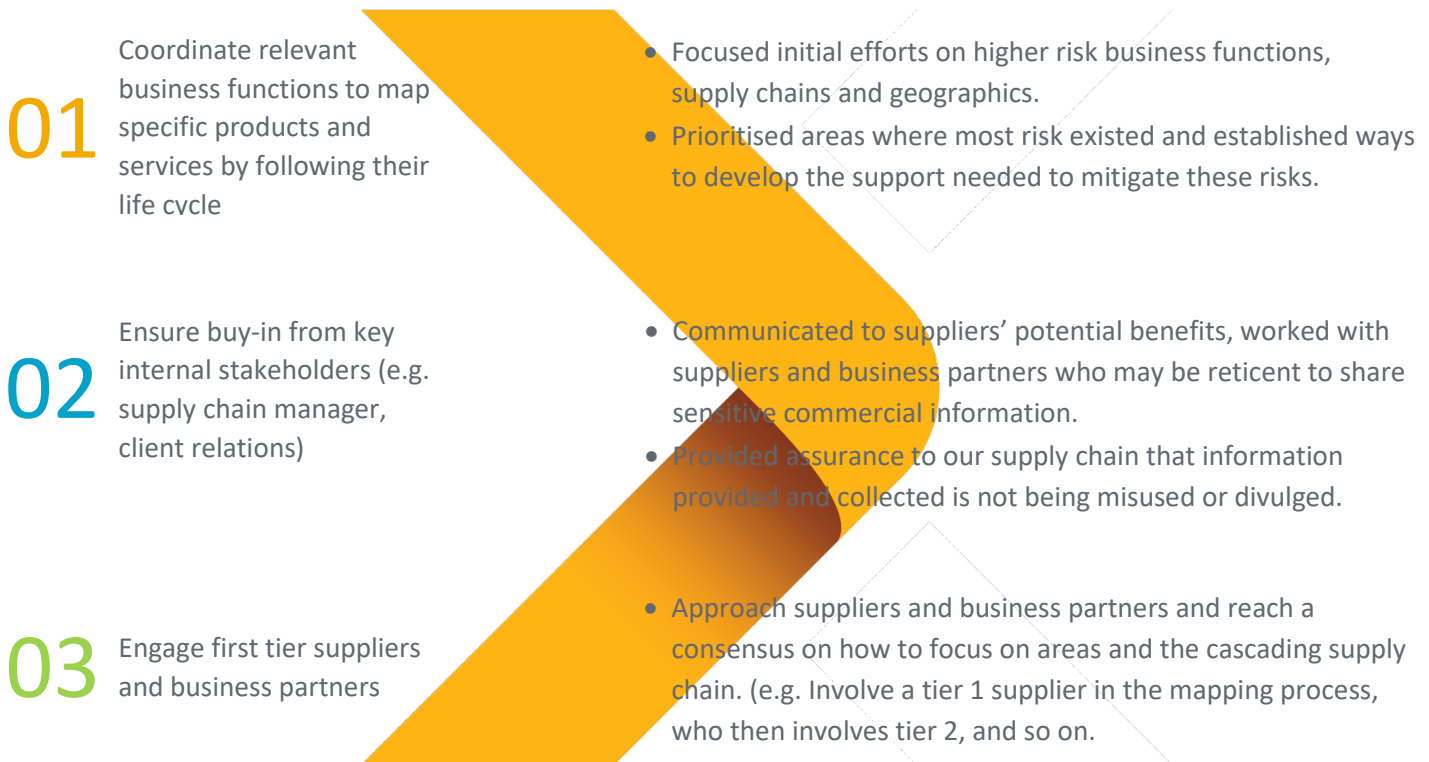 01
Coordinate relevant
business functions to map
specific products and
services by following their
life cycle
• Focused initial efforts on higher risk business functions,
supply chains and geographics.
• Prioritised areas where most risk existed and established ways
to develop the support needed to mitigate these risks.
02
Ensure buy-in from key
internal stakeholders (e.g.
supply chain manager,
client relations)
• Communicated to suppliers’ potential benefits, worked with
suppliers and business partners who may be reticent to share
sensitive commercial information.
• Provided assurance to our supply chain that information
provided and collected is not being misused or divulged.
03
Engage first tier suppliers
and business partners
• Approach suppliers and business partners and reach a
consensus on how to focus on areas and the cascading supply
chain. (e.g. Involve a tier 1 supplier in the mapping process,
who then involves tier 2, and so on.